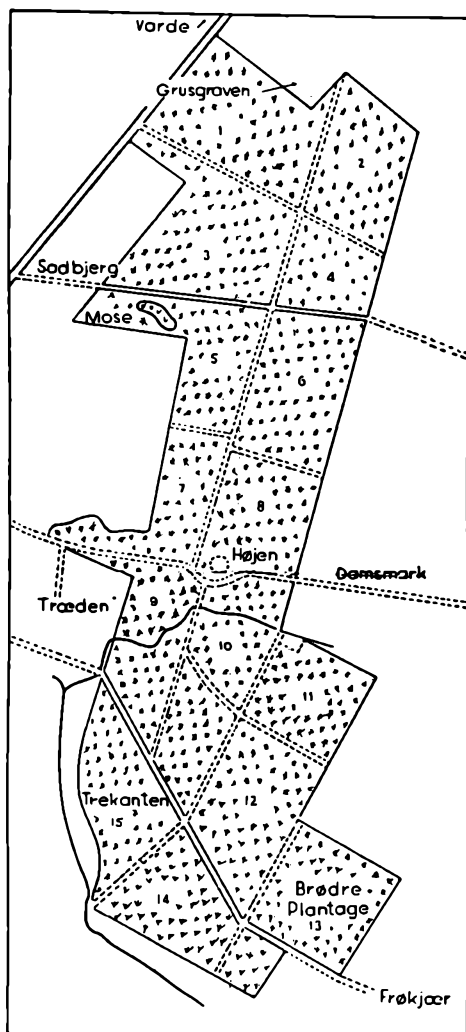 Varde
Grusgraven
1
2
3
4
Sadbjerg
Mose
5
6
7
8
Højen
Damsmark
9
Træden
10
11
12
Trekanten
15
Brødre
Plantage
13
14
Frøkjær